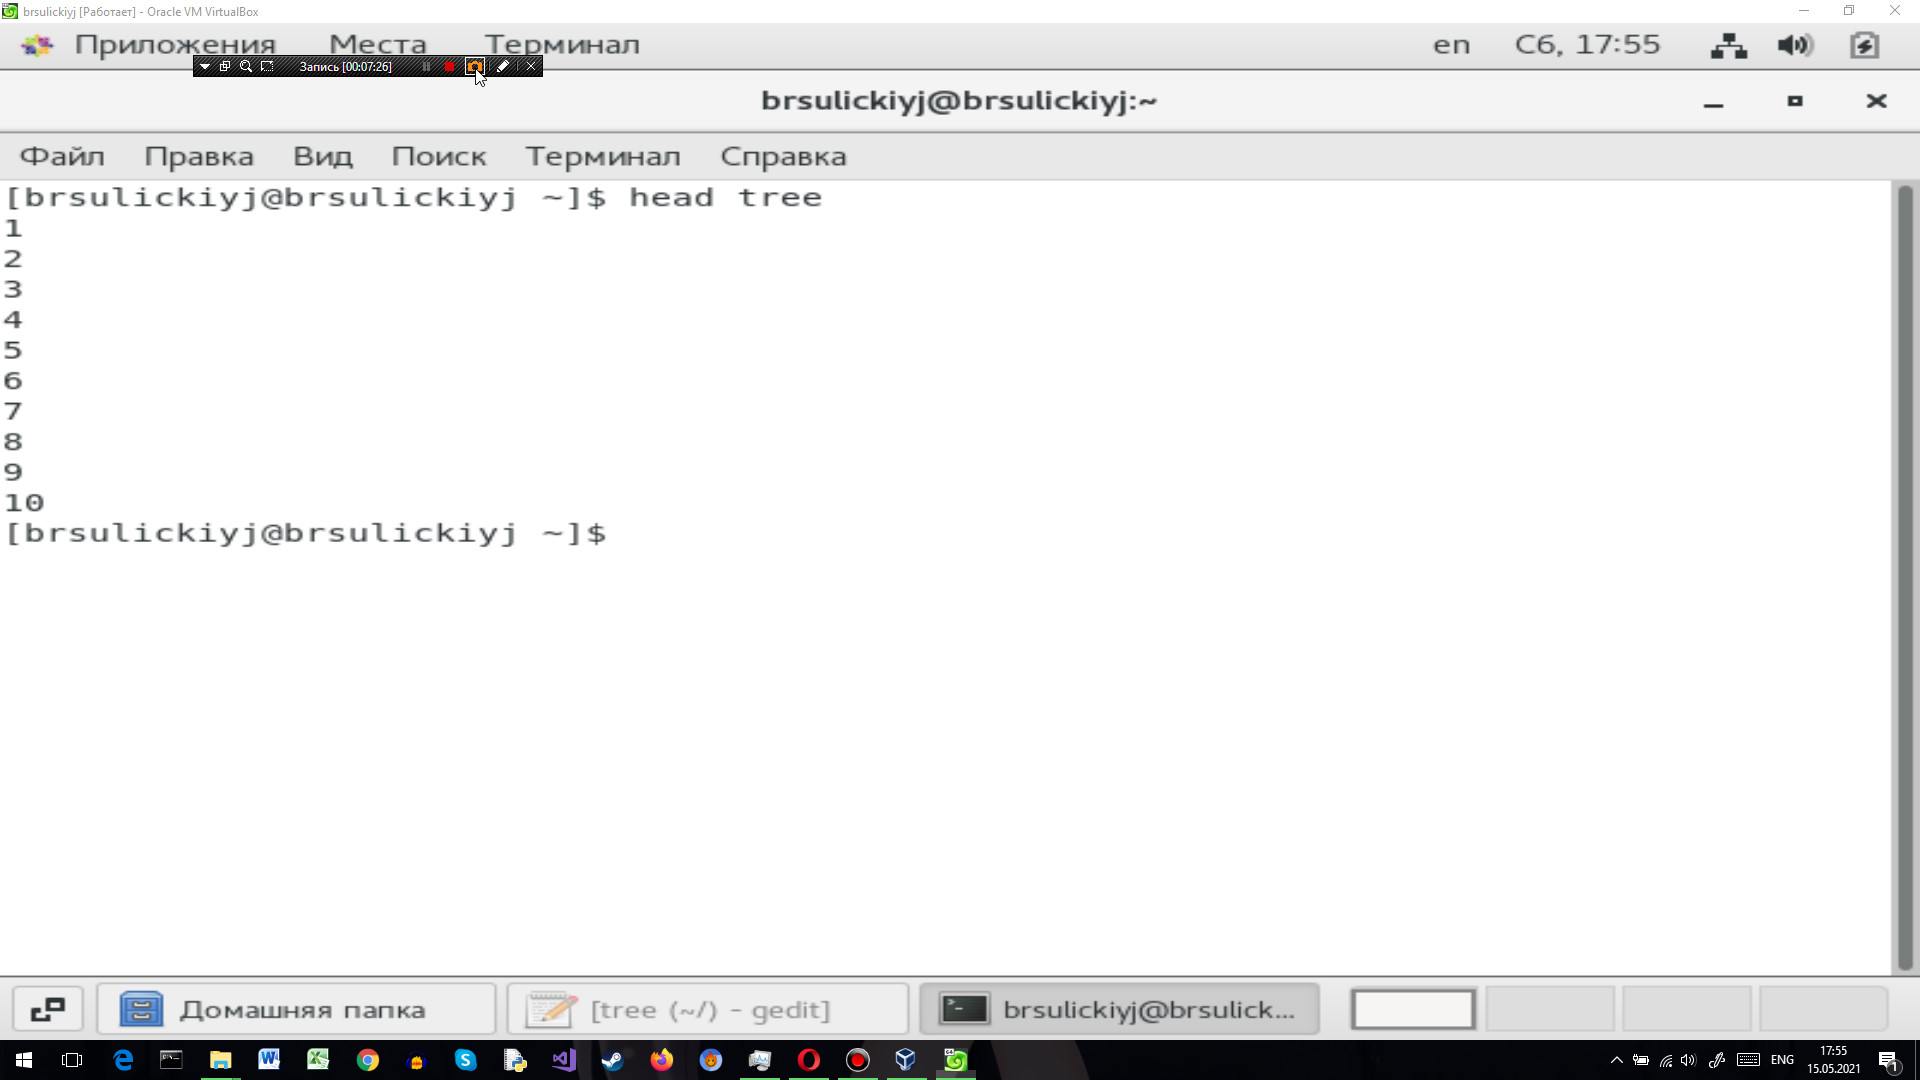 brsulickiyj [Работает] - Oracle VM VirtualBox
Приложения Места Терминал en Сб, 17:55
Запись [00:07:26]
brsulickiyj@brsulickiyj:~
Файл Правка Вид Поиск Терминал Справка
[brsulickiyj@brsulickiyj ~]$ head tree
1
2
3
4
5
6
7
8
9
10
[brsulickiyj@brsulickiyj ~]$
Домашняя папка [tree (~/) - gedit] brsulickiyj@brsulick...
ENG 17:55
15.05.2021
1